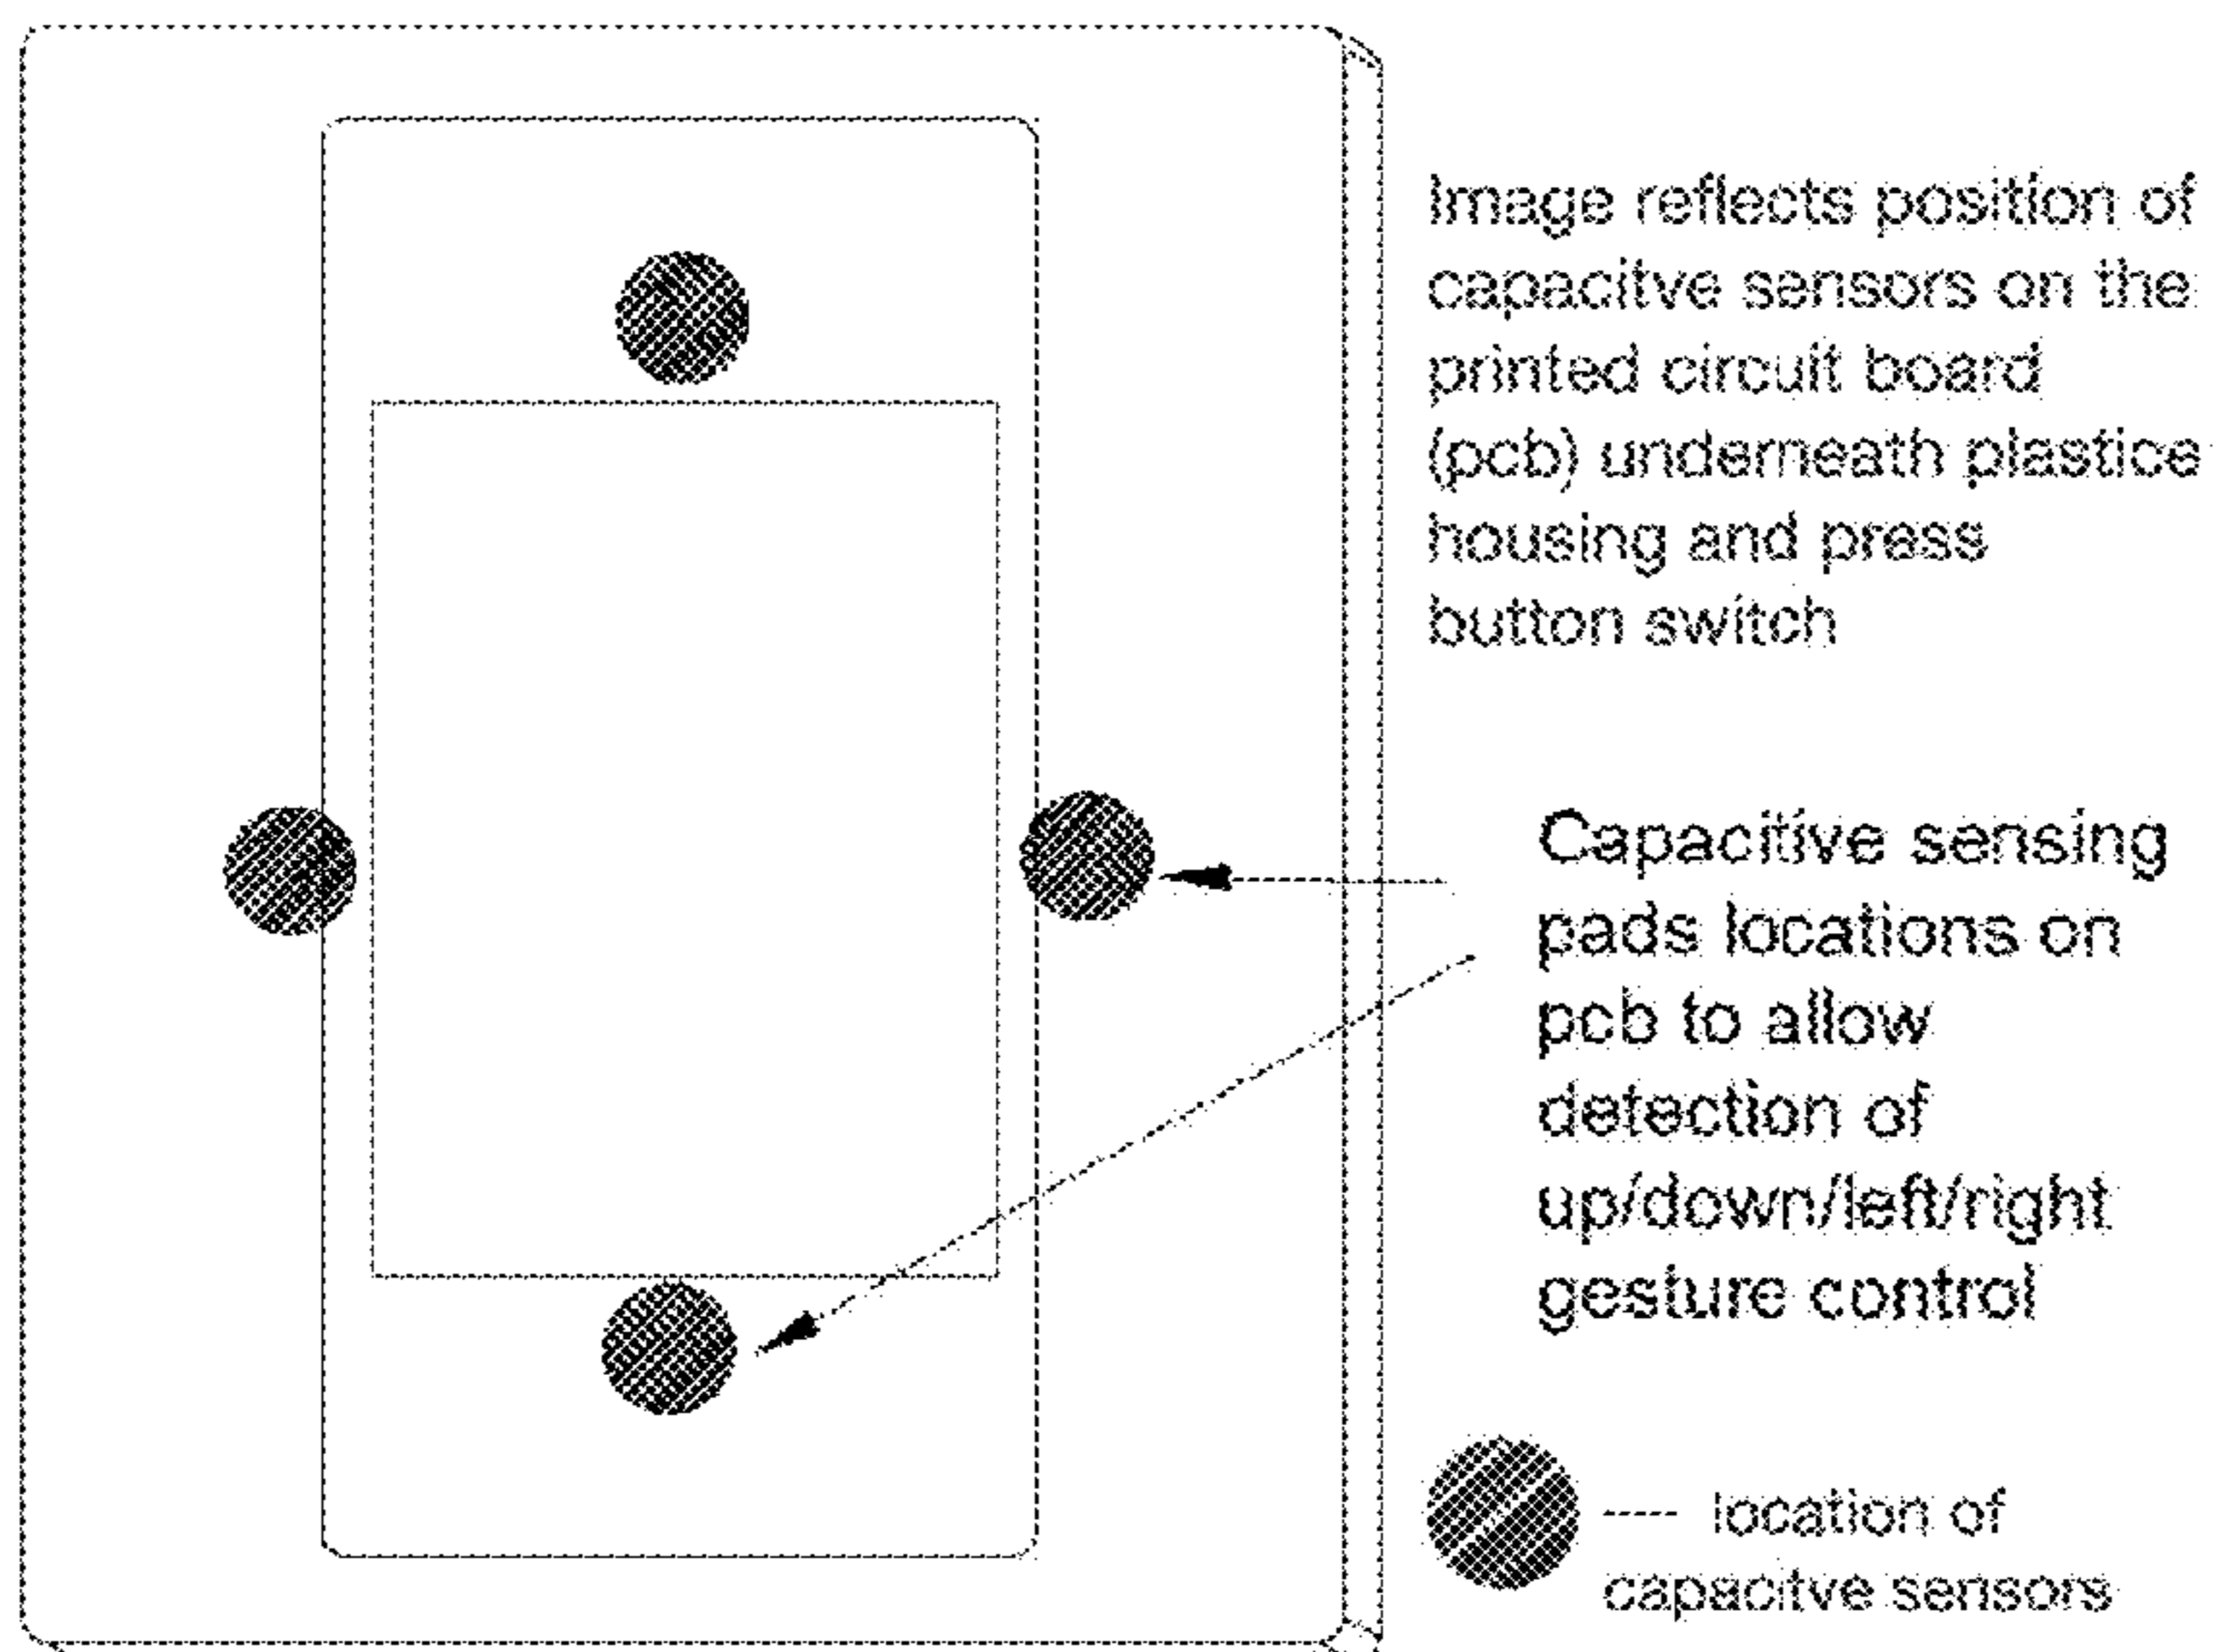 Image reflects position of
capacitve sensors on the
printed circuit board
(pcb) underneath plastice
housing and press
button switch
Capacitive sensing
pads locations on
pcb to allow
detection of
up/down/left/right
gesture control
---- location of
capacitve sensors